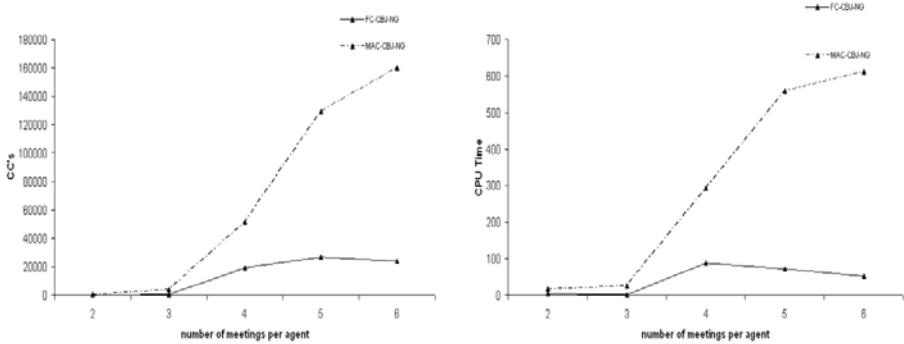 FC-CBJ-NG
MAC-CBJ-NG
CC's
180000
160000
140000
120000
100000
80000
60000
40000
20000
0
2 3 4 5 6
number of meetings per agent
FC-CBJ-NG
MAC-CBJ-NG
CPU Time
700
600
500
400
300
200
100
0
2 3 4 5 6
number of meetings per agent